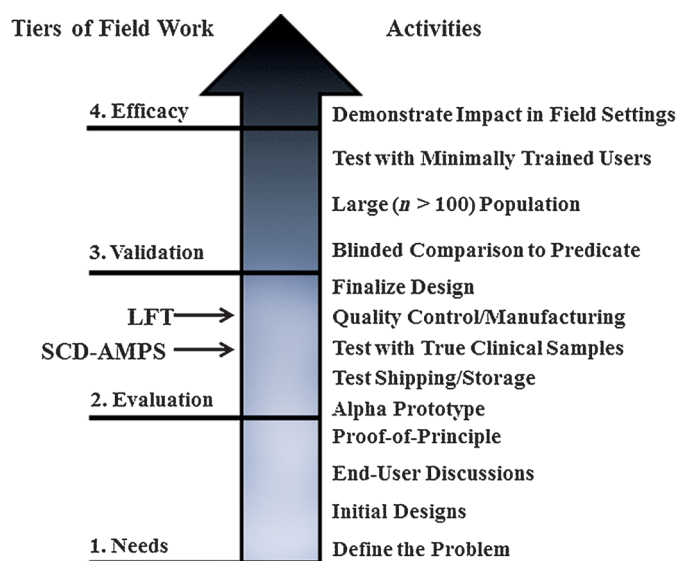 Tiers of Field Work
Activities
4. Efficacy
Demonstrate Impact in Field Settings
Test with Minimally Trained Users
Large (n > 100) Population
3. Validation
Blinded Comparison to Predicate
Finalize Design
LFT
Quality Control/Manufacturing
SCD-AMPS
Test with True Clinical Samples
Test Shipping/Storage
2. Evaluation
Alpha Prototype
Proof-of-Principle
End-User Discussions
Initial Designs
1. Needs
Define the Problem